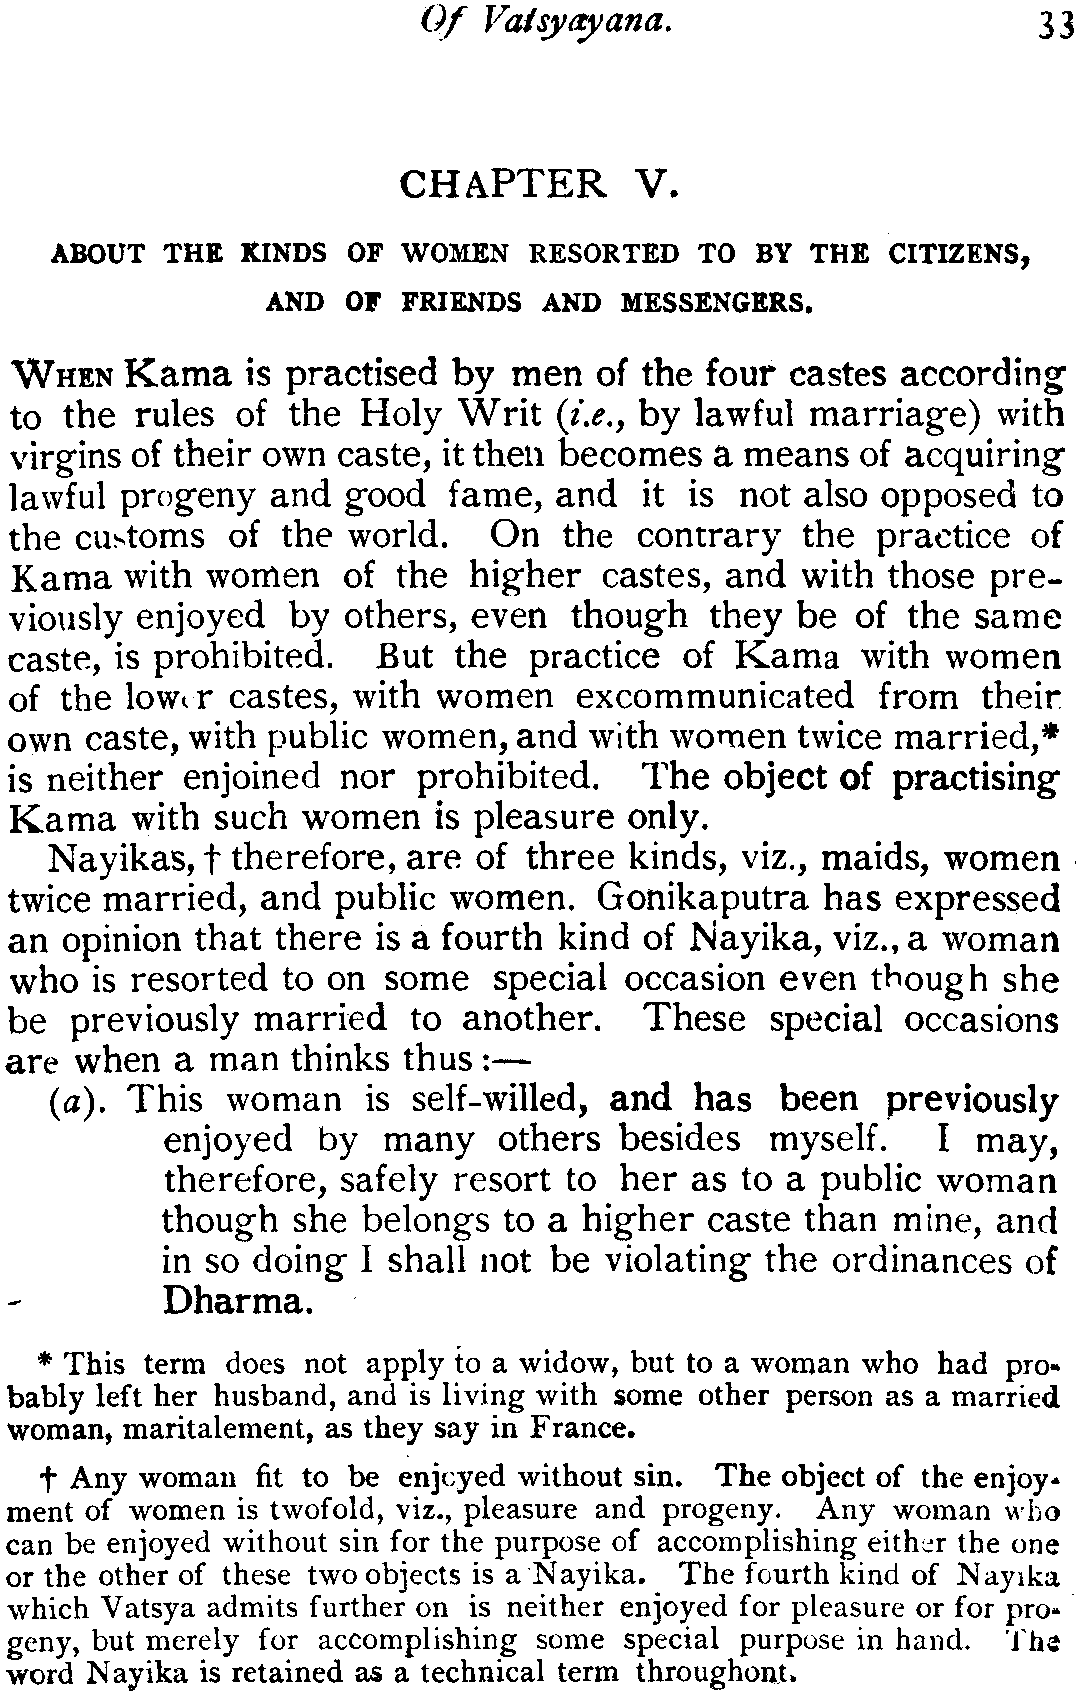 Of Vatsyayana. 33
CHAPTER V.
ABOUT THE KINDS OF WOMEN RESORTED TO BY THE CITIZENS,
AND OF FRIENDS AND MESSENGERS.
WHEN Kama is practised by men of the four castes according
to the rules of the Holy Writ (i.e., by lawful marriage) with
virgins of their own caste, it then becomes a means of acquiring
lawful progeny and good fame, and it is not also opposed to
the customs of the world. On the contrary the practice of
Kama with women of the higher castes, and with those pre-
viously enjoyed by others, even though they be of the same
caste, is prohibited. But the practice of Kama with women
of the lower castes, with women excommunicated from their
own caste, with public women, and with women twice married,*
is neither enjoined nor prohibited. The object of practising
Kama with such women is pleasure only.
Nayikas,† therefore, are of three kinds, viz., maids, women
twice married, and public women. Gonikaputra has expressed
an opinion that there is a fourth kind of Nayika, viz., a woman
who is resorted to on some special occasion even though she
be previously married to another. These special occasions
are when a man thinks thus:—
(a). This woman is self-willed, and has been previously
enjoyed by many others besides myself. I may,
therefore, safely resort to her as to a public woman
though she belongs to a higher caste than mine, and
in so doing I shall not be violating the ordinances of
Dharma.
* This term does not apply to a widow, but to a woman who had pro-
bably left her husband, and is living with some other person as a married
woman, maritalement, as they say in France.
† Any woman fit to be enjoyed without sin. The object of the enjoy-
ment of women is twofold, viz., pleasure and progeny. Any woman who
can be enjoyed without sin for the purpose of accomplishing either the one
or the other of these two objects is a Nayika. The fourth kind of Nayika
which Vatsya admits further on is neither enjoyed for pleasure or for pro-
geny, but merely for accomplishing some special purpose in hand. The
word Nayika is retained as a technical term throughont.